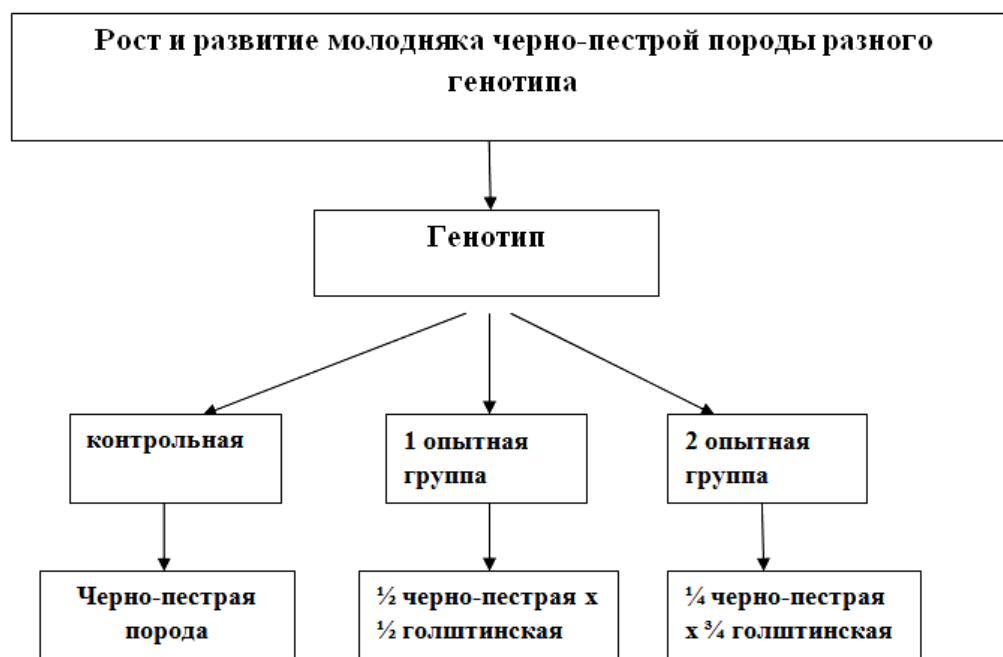 Рост и развитие молодняка черно-пестрой породы разного
генотипа
Генотип
контрольная
1 опытная
группа
2 опытная
группа
Черно-пестрая
порода
½ черно-пестрая х
½ голштинская
¼ черно-пестрая
х ¾ голштинская